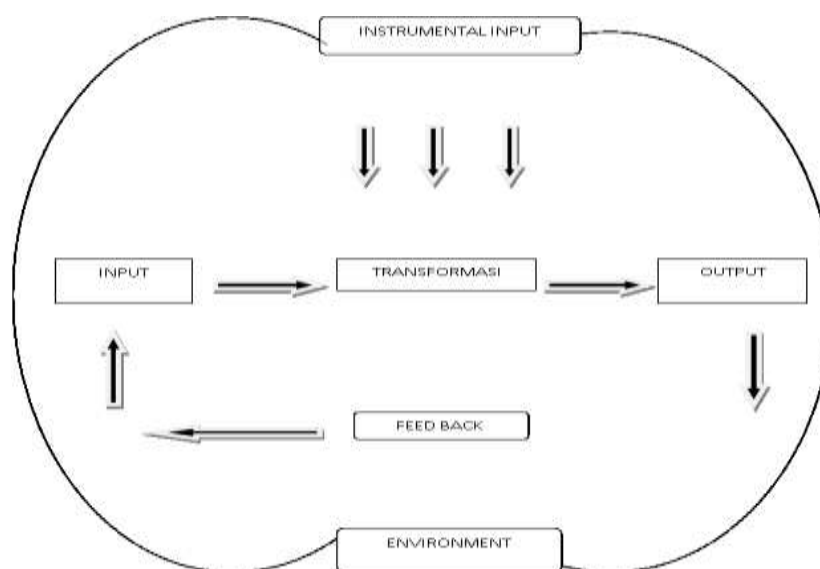 INSTRUMENTAL INPUT
INPUT
TRANSFORMASI
OUTPUT
FEED BACK
ENVIRONMENT